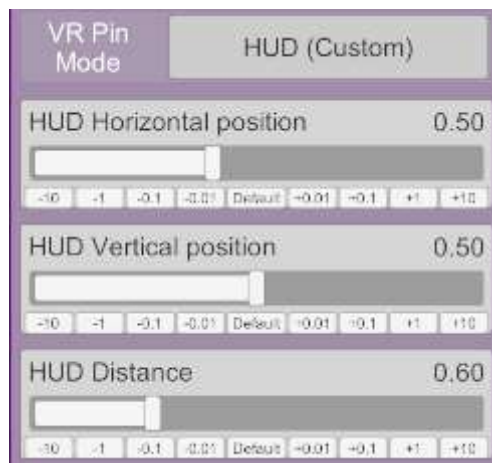 VR Pin
Mode
HUD (Custom)
HUD Horizontal position 0.50
-10 -1 -0.1 -0.01 Default +0.01 +0.1 +1 +10
HUD Vertical position 0.50
-10 -1 -0.1 -0.01 Default +0.01 +0.1 +1 +10
HUD Distance 0.60
-10 -1 -0.1 -0.01 Default +0.01 +0.1 +1 +10